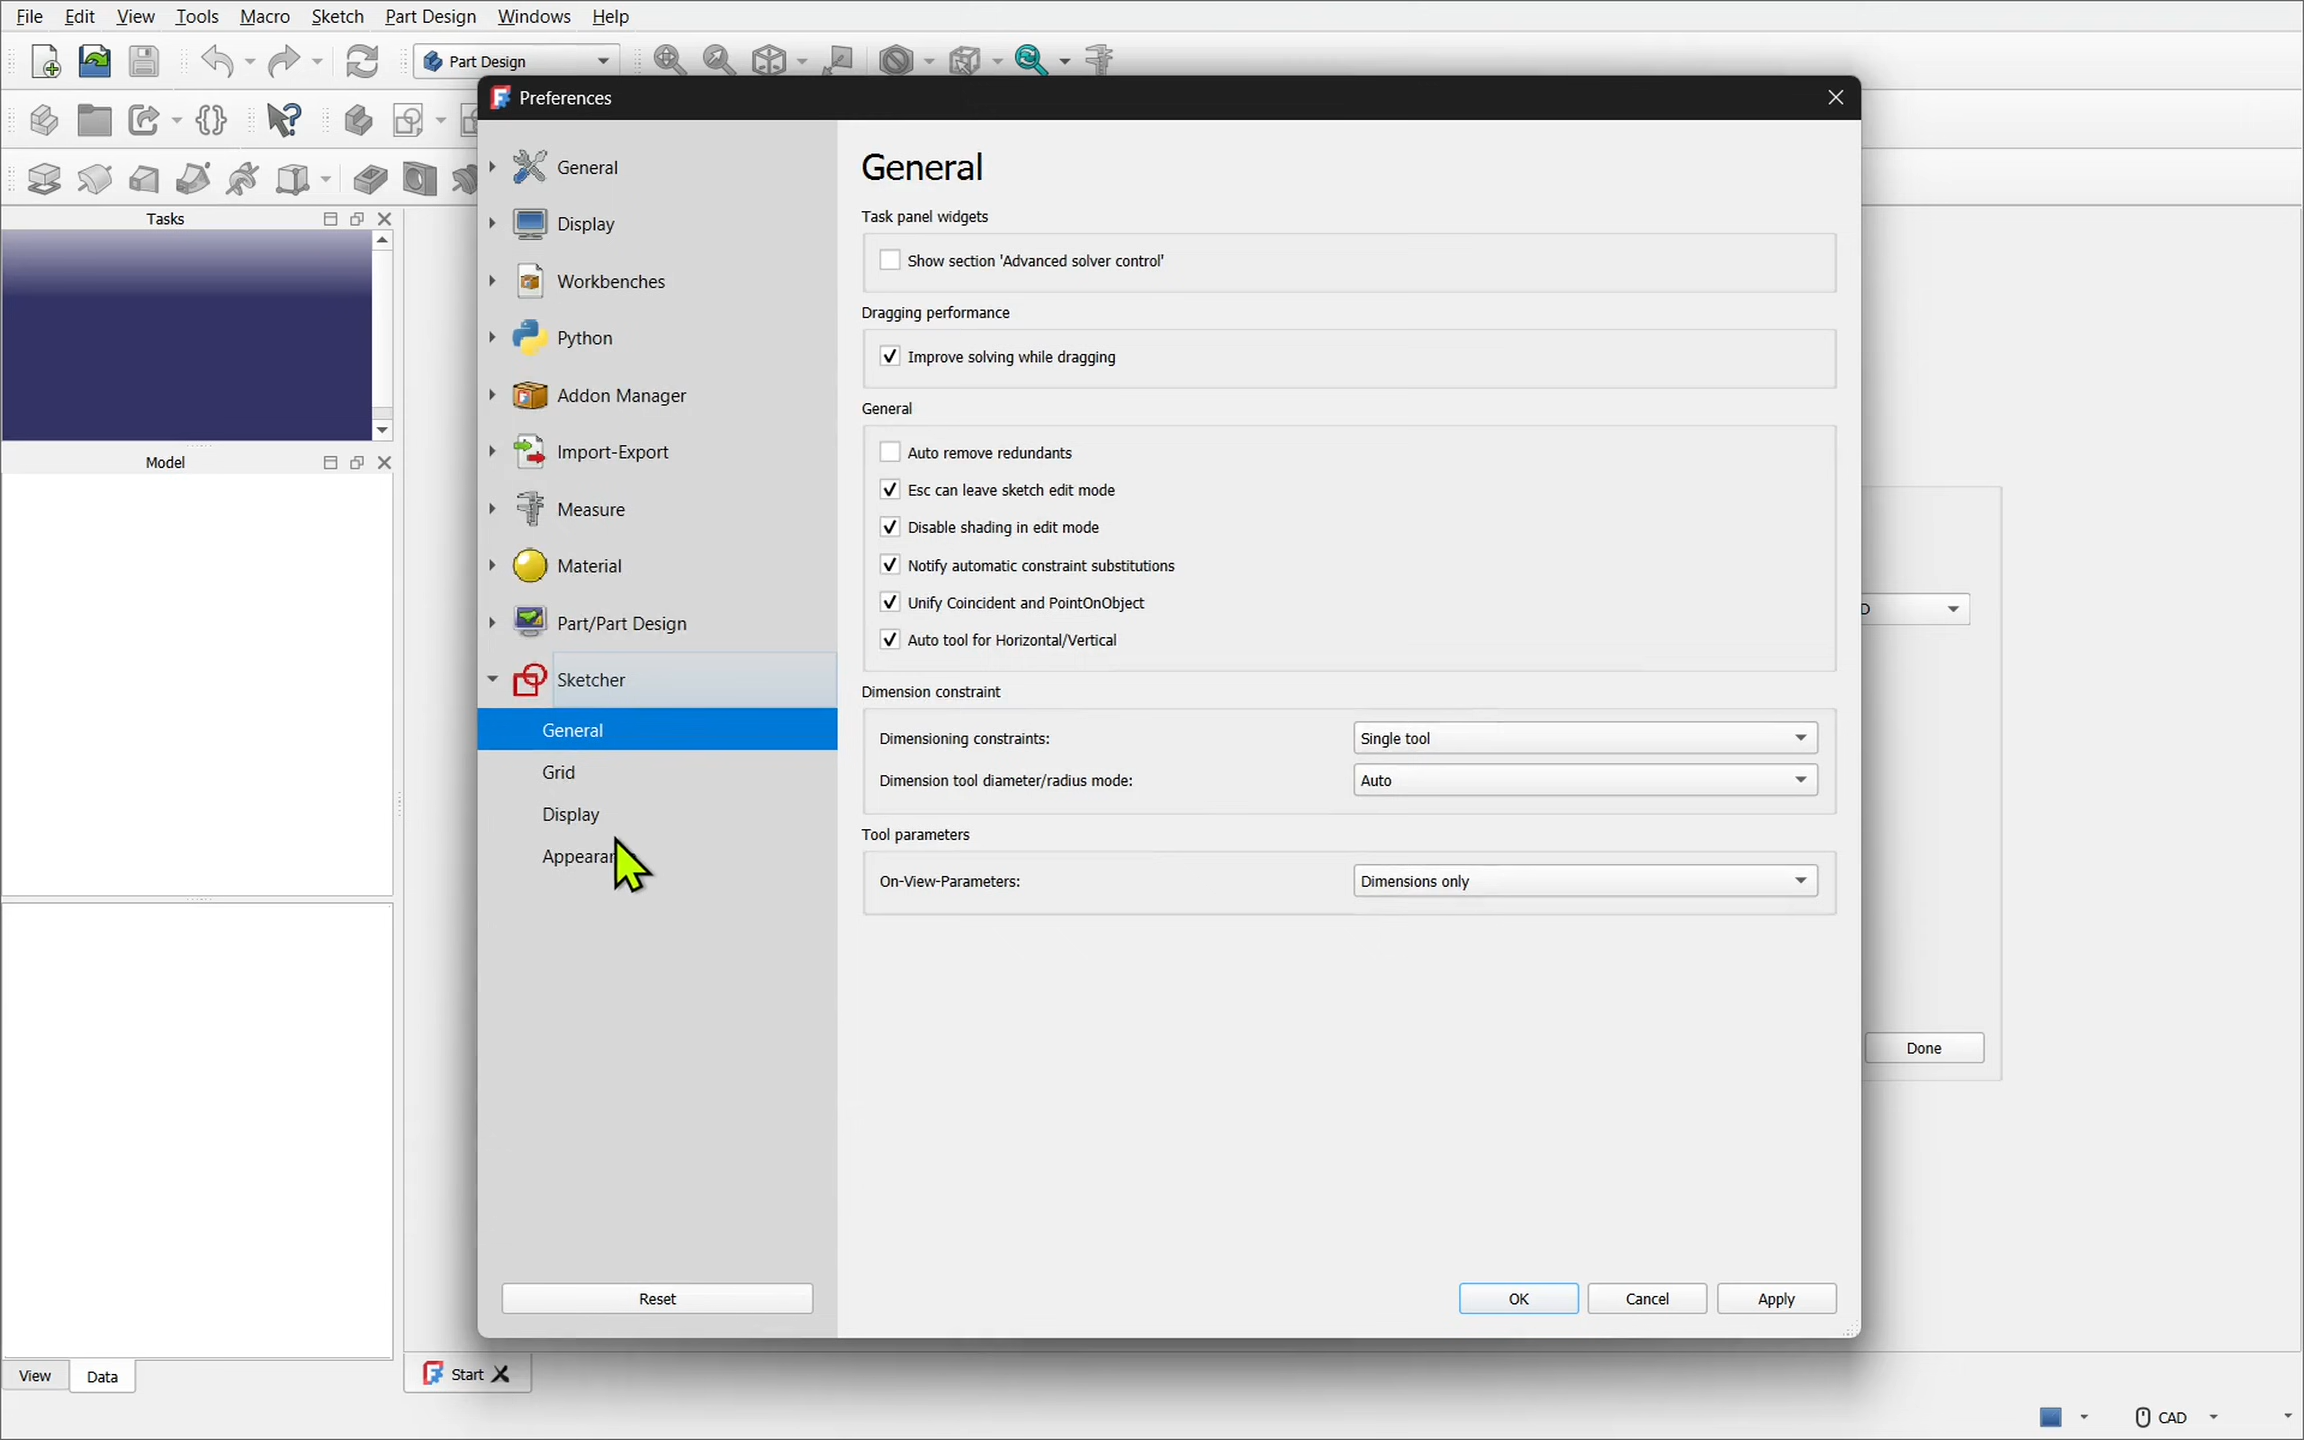 File Edit View Tools Macro Sketch Part Design Windows Help
Part Design
Preferences
Tasks
Model
View Data
General
Display
Workbenches
Python
Addon Manager
Import-Export
Measure
Material
Part/Part Design
Sketcher
General
Grid
Display
Reset
General
Task panel widgets
Show section 'Advanced solver control'
Dragging performance
Improve solving while dragging
General
Auto remove redundants
Esc can leave sketch edit mode
Disable shading in edit mode
Notify automatic constraint substitutions
Unify Coincident and PointOnObject
Auto tool for Horizontal/Vertical
Dimension constraint
Dimensioning constraints: Single tool
Dimension tool diameter/radius mode: Auto
Tool parameters
On-View-Parameters: Dimensions only
OK Cancel Apply
Done
Start
CAD